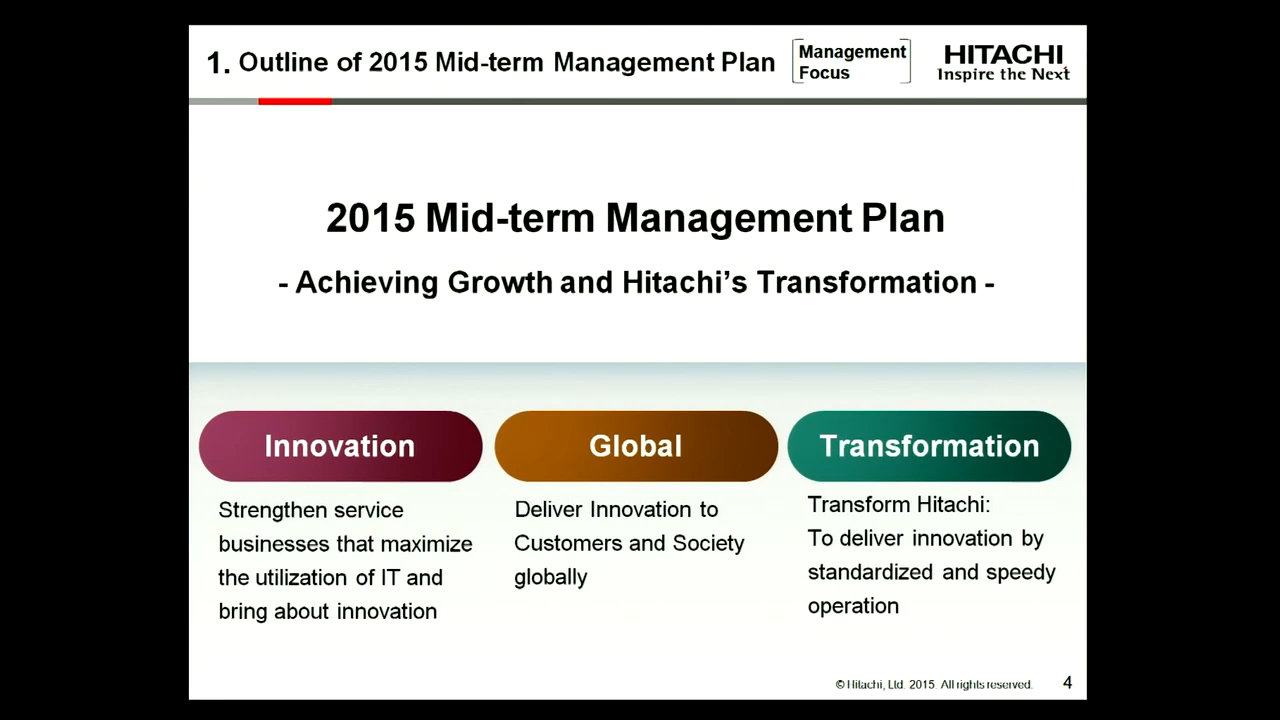 1. Outline of 2015 Mid-term Management Plan
Management
Focus
HITACHI
Inspire the Next
2015 Mid-term Management Plan
- Achieving Growth and Hitachi’s Transformation -
Innovation
Strengthen service
businesses that maximize
the utilization of IT and
bring about innovation
Global
Deliver Innovation to
Customers and Society
globally
Transformation
Transform Hitachi:
To deliver innovation by
standardized and speedy
operation
© Hitachi, Ltd. 2015. All rights reserved.
4